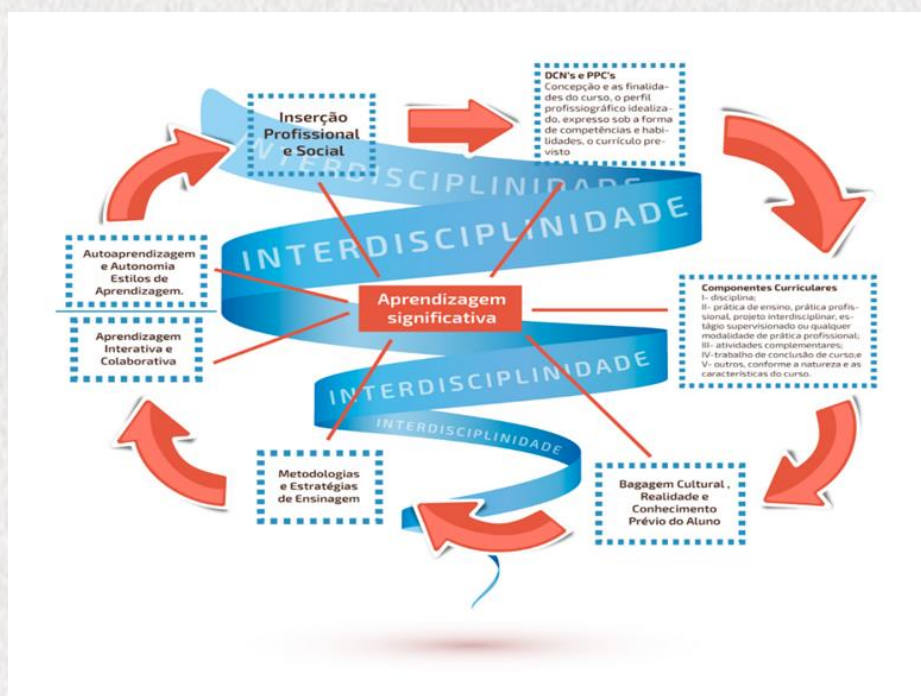 Inserção
Profissional
e Social
DCN's e PPC's
Concepção e as finalida-
des do curso, o perfil
profissiográfico idealiza-
do, expresso sob a forma
de competências e habi-
lidades, o currículo pre-
visto
INTERDISCIPLINIDADE
INTERDISCIPLINIDADE
Autoaprendizagem
e Autonomia
Estilos de
Aprendizagem.
Aprendizagem
Interativa e
Colaborativa
Aprendizagem
significativa
Componentes Curriculares
I- disciplina;
II- prática de ensino, prática profis-
sional, projeto interdisciplinar, es-
tágio supervisionado ou qualquer
modalidade de prática profissional;
III- atividades complementares;
IV-trabalho de conclusão de curso;e
V- outros, conforme a natureza e as
características do curso.
INTERDISCIPLINIDADE
INTERDISCIPLINIDADE
Metodologias
e Estratégias
de Ensinagem
Bagagem Cultural ,
Realidade e
Conhecimento
Prévio do Aluno